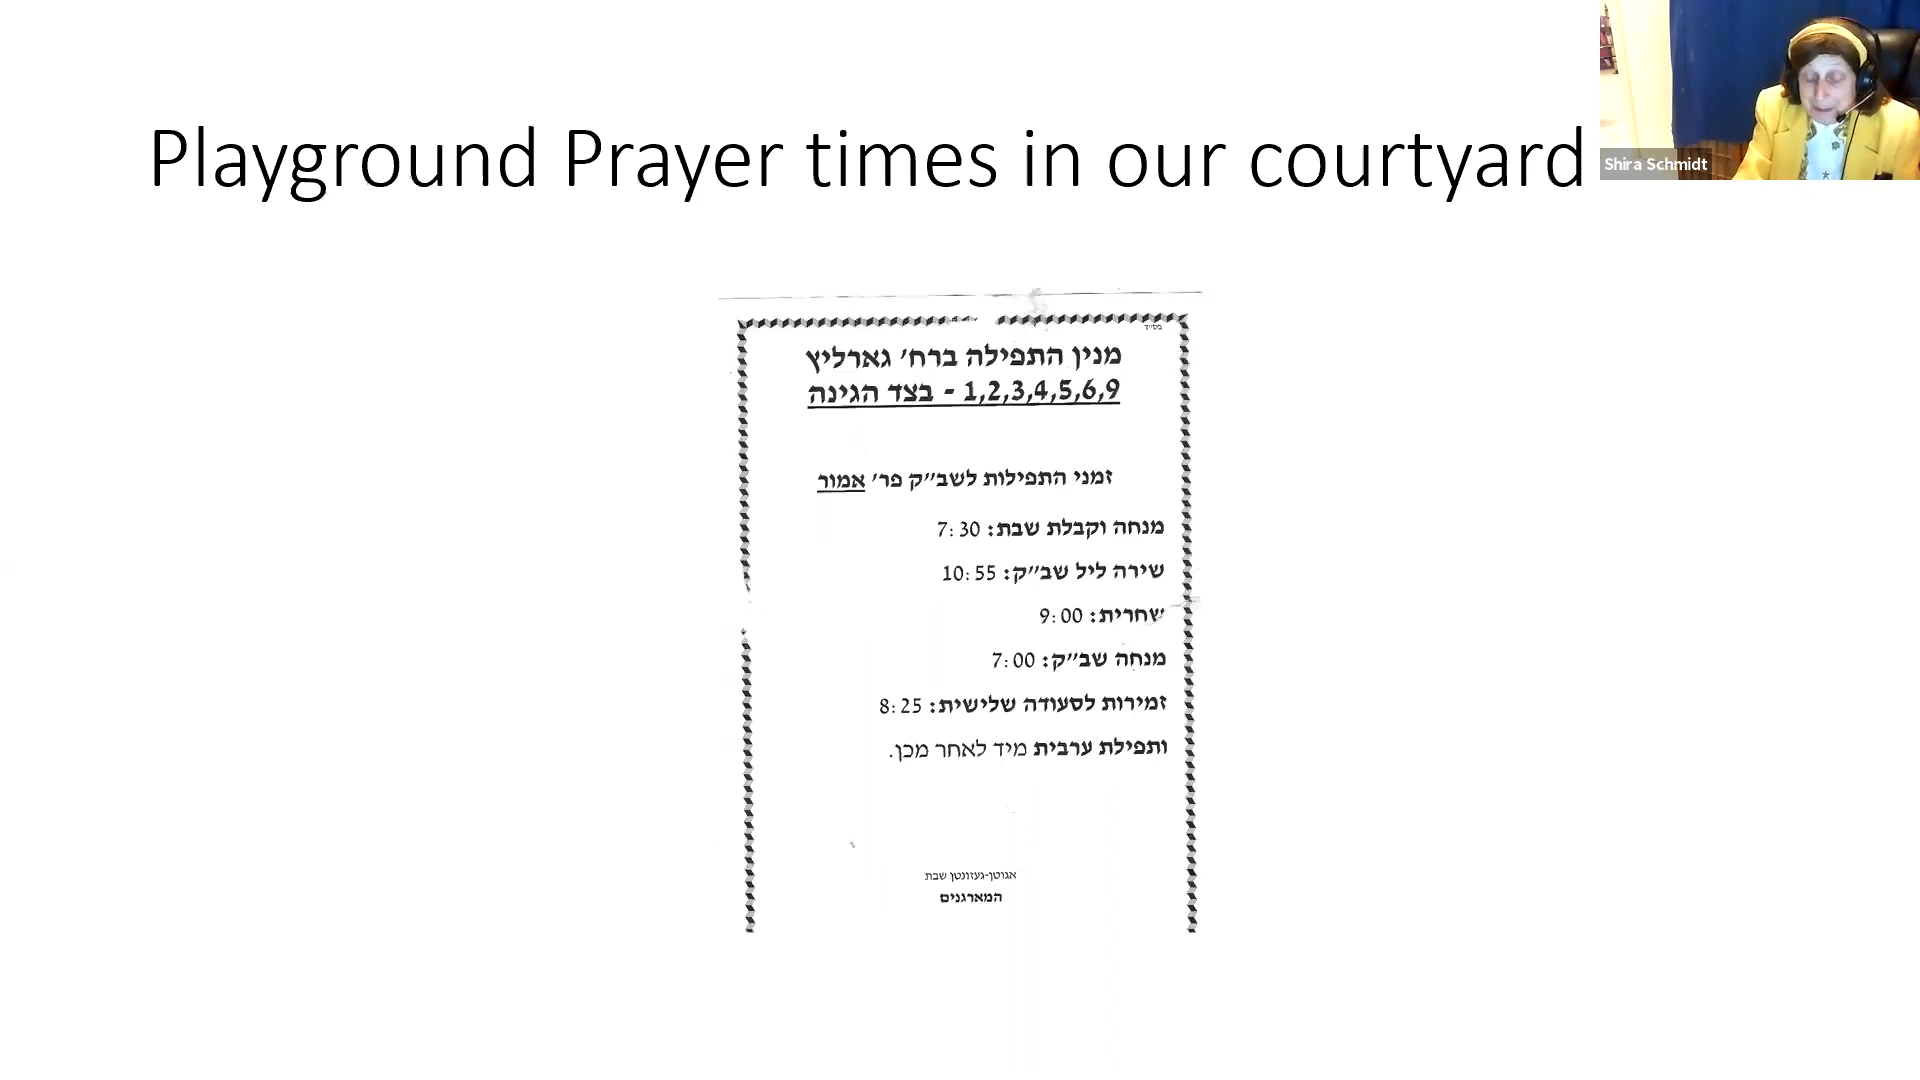 Playground Prayer times in our courtyard
Shira Schmidt
בס״ד
מנין התפילה ברח׳ גארליץ
1,2,3,4,5,6,9 - בצד הגינה
זמני התפילות לשב״ק פר׳ אמור
מנחה וקבלת שבת: 7:30
שירה ליל שב״ק: 10:55
שחרית: 9:00
מנחה שב״ק: 7:00
זמירות לסעודה שלישית: 8:25
ותפילת ערבית מיד לאחר מכן.
אגוטן-געזונטן שבת
המארגנים